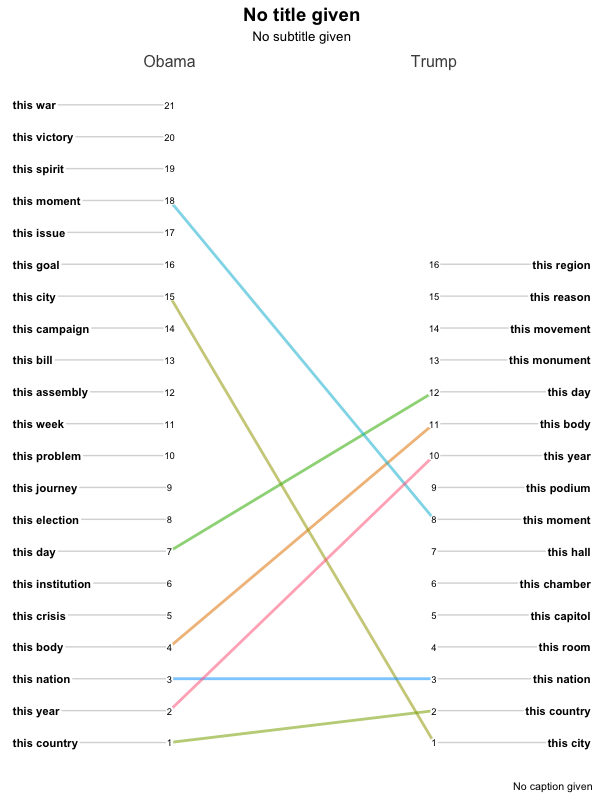 No title given
No subtitle given
Obama Trump
this war 21
this victory 20
this spirit 19
this moment 18
this issue 17
this goal 16 16 this region
this city 15 15 this reason
this campaign 14 14 this movement
this bill 13 13 this monument
this assembly 12 12 this day
this week 11 11 this body
this problem 10 10 this year
this journey 9 9 this podium
this election 8 8 this moment
this day 7 7 this hall
this institution 6 6 this chamber
this crisis 5 5 this capitol
this body 4 4 this room
this nation 3 3 this nation
this year 2 2 this country
this country 1 1 this city
No caption given